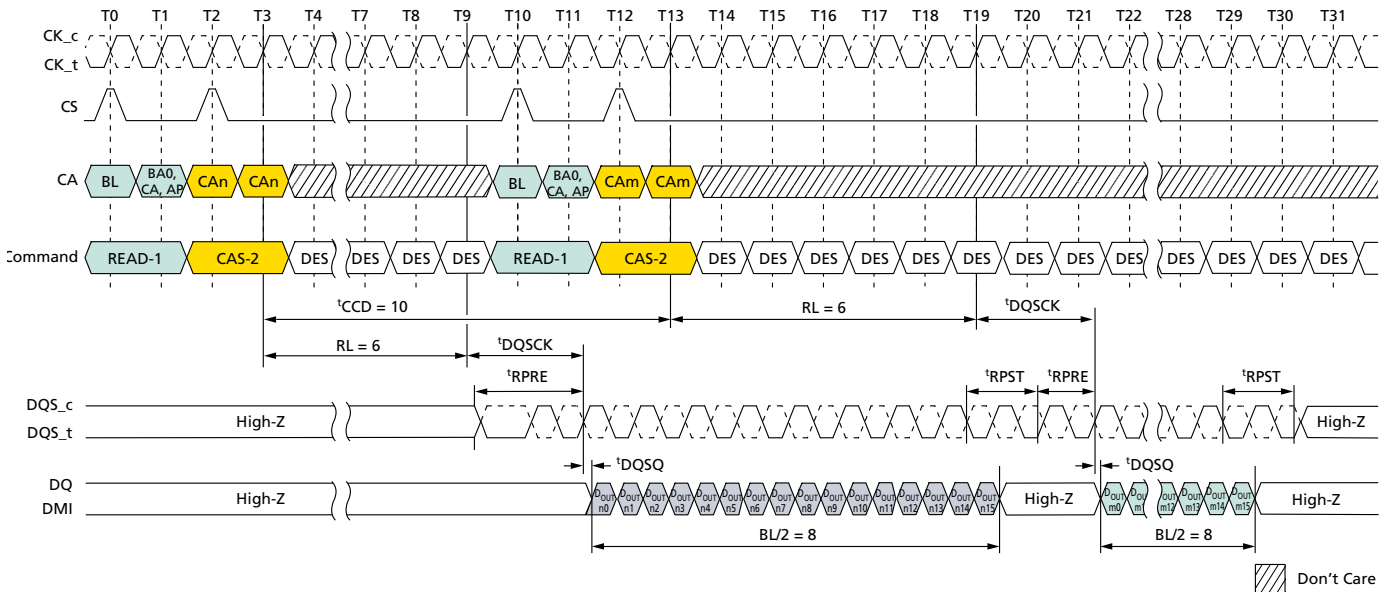 T0 T1 T2 T3 T4 T7 T8 T9 T10 T11 T12 T13 T14 T15 T16 T17 T18 T19 T20 T21 T22 T28 T29 T30 T31
CK_c
CK_t
CS
CA BL BA0, CA, AP CAn CAn BL BA0, CA, AP CAm CAm
Command READ-1 CAS-2 DES DES DES DES READ-1 CAS-2 DES DES DES DES DES DES DES DES DES DES DES DES DES
tCCD = 10 RL = 6 tDQSCK
RL = 6 tDQSCK
tRPRE tRPST tRPRE tRPST
DQS_c
DQS_t
High-Z High-Z
tDQSQ tDQSQ
DQ
DMI
High-Z DOUT n0 DOUT n1 DOUT n2 DOUT n3 DOUT n4 DOUT n5 DOUT n6 DOUT n7 DOUT n8 DOUT n9 DOUT n10 DOUT n11 DOUT n12 DOUT n13 DOUT n14 DOUT n15 High-Z DOUT m0 DOUT m12 DOUT m13 DOUT m14 DOUT m15 High-Z
BL/2 = 8 BL/2 = 8
Don't Care